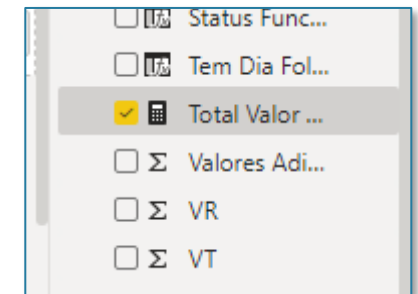 Status Func...
Tem Dia Fol...
Total Valor ...
Σ Valores Adi...
Σ VR
Σ VT